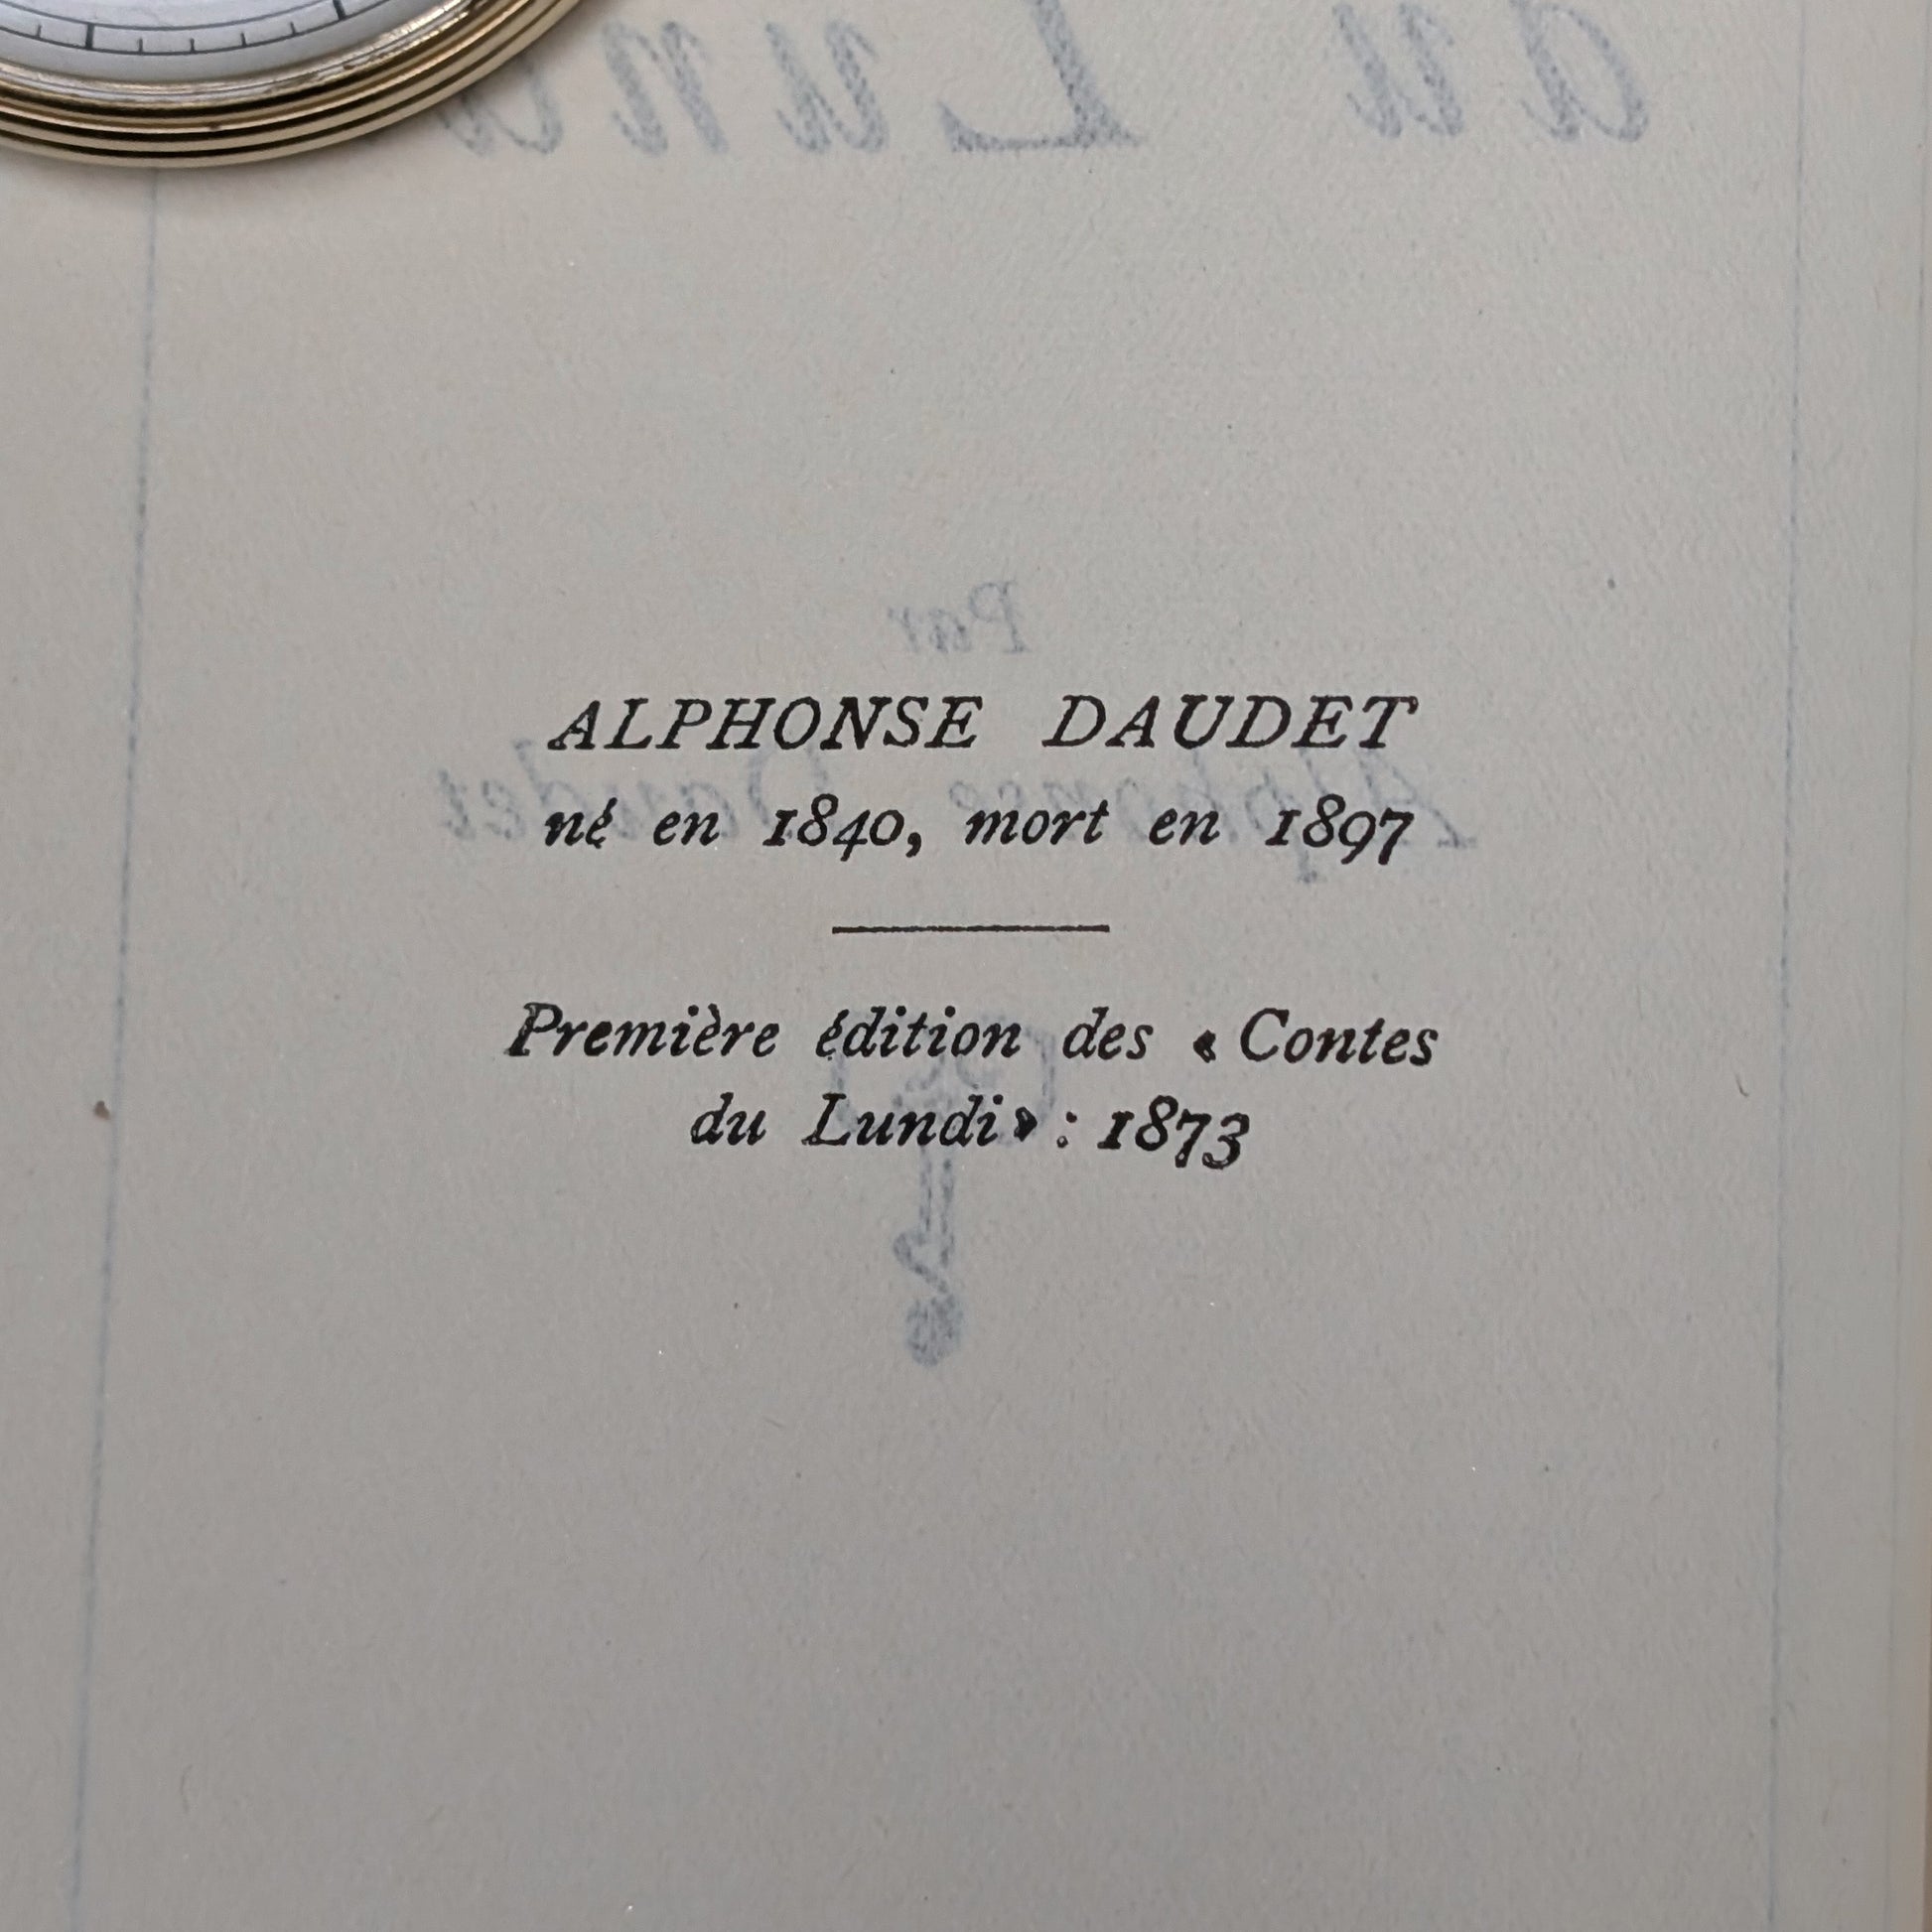 ALPHONSE DAUDET
né en 1840, mort en 1897
Première édition des « Contes
du Lundi » : 1873